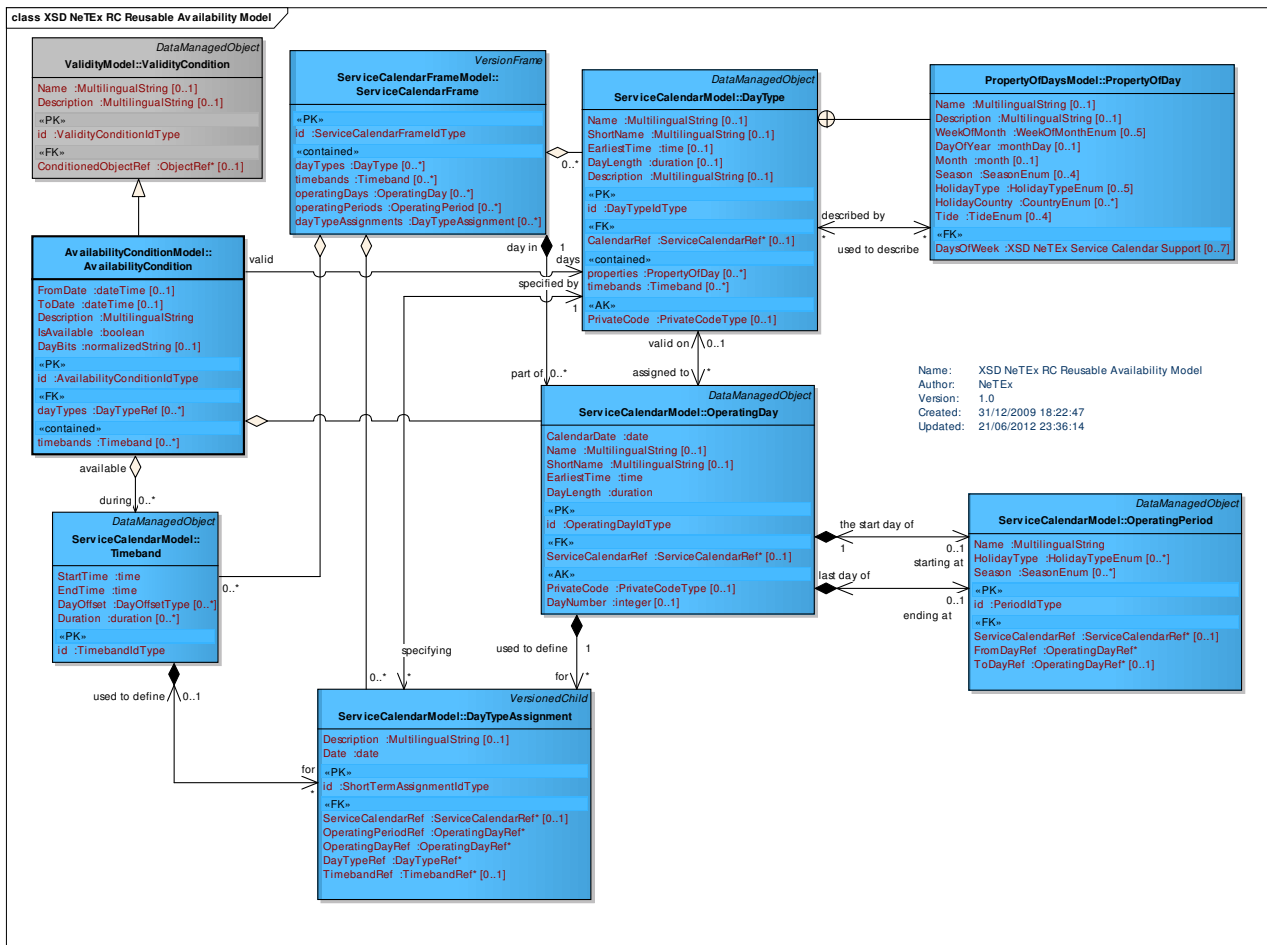 class XSD NeTEx RC Reusable Availability Model
DataManagedObject
ValidityModel::ValidityCondition
Name :MultilingualString [0..1]
Description :MultilingualString [0..1]
«PK»
id :ValidityConditionIdType
«FK»
ConditionedObjectRef :ObjectRef* [0..1]
VersionFrame
ServiceCalendarFrameModel::
ServiceCalendarFrame
«PK»
id :ServiceCalendarFrameIdType
«contained»
dayTypes :DayType [0..*]
timebands :Timeband [0..*]
operatingDays :OperatingDay [0..*]
operatingPeriods :OperatingPeriod [0..*]
dayTypeAssignments :DayTypeAssignment [0..*]
0..*
DataManagedObject
ServiceCalendarModel::DayType
Name :MultilingualString [0..1]
ShortName :MultilingualString [0..1]
EarliestTime :time [0..1]
DayLength :duration [0..1]
Description :MultilingualString [0..1]
«PK»
id :DayTypeIdType
«FK»
CalendarRef :ServiceCalendarRef* [0..1]
«contained»
properties :PropertyOfDay [0..*]
timebands :Timeband [0..*]
«AK»
PrivateCode :PrivateCodeType [0..1]
PropertyOfDaysModel::PropertyOfDay
Name :MultilingualString [0..1]
Description :MultilingualString [0..1]
WeekOfMonth :WeekOfMonthEnum [0..5]
DayOfYear :monthDay [0..1]
Month :month [0..1]
Season :SeasonEnum [0..4]
HolidayType :HolidayTypeEnum [0..5]
HolidayCountry :CountryEnum [0..*]
Tide :TideEnum [0..4]
«FK»
DaysOfWeek :XSD NeTEx Service Calendar Support [0..7]
described by
*
used to describe
*
AvailabilityConditionModel::
AvailabilityCondition
FromDate :dateTime [0..1]
ToDate :dateTime [0..1]
Description :MultilingualString
IsAvailable :boolean
DayBits :normalizedString [0..1]
«PK»
id :AvailabilityConditionIdType
«FK»
dayTypes :DayTypeRef [0..*]
«contained»
timebands :Timeband [0..*]
valid
day in
1
days
specified by
1
valid on
0..1
part of
0..*
assigned to
*
Name: XSD NeTEx RC Reusable Availability Model
Author: NeTEx
Version: 1.0
Created: 31/12/2009 18:22:47
Updated: 21/06/2012 23:36:14
DataManagedObject
ServiceCalendarModel::OperatingDay
CalendarDate :date
Name :MultilingualString [0..1]
ShortName :MultilingualString [0..1]
EarliestTime :time
DayLength :duration
«PK»
id :OperatingDayIdType
«FK»
ServiceCalendarRef :ServiceCalendarRef* [0..1]
«AK»
PrivateCode :PrivateCodeType [0..1]
DayNumber :integer [0..1]
available
during
0..*
DataManagedObject
ServiceCalendarModel::
Timeband
StartTime :time
EndTime :time
DayOffset :DayOffsetType [0..*]
Duration :duration [0..*]
«PK»
id :TimebandIdType
0..*
the start day of
1
0..1
starting at
last day of
0..1
ending at
DataManagedObject
ServiceCalendarModel::OperatingPeriod
Name :MultilingualString
HolidayType :HolidayTypeEnum [0..*]
Season :SeasonEnum [0..*]
«PK»
id :PeriodIdType
«FK»
ServiceCalendarRef :ServiceCalendarRef* [0..1]
FromDayRef :OperatingDayRef*
ToDayRef :OperatingDayRef* [0..1]
used to define
0..1
specifying
*
0..*
used to define
1
for
*
for
*
VersionedChild
ServiceCalendarModel::DayTypeAssignment
Description :MultilingualString [0..1]
Date :date
«PK»
id :ShortTermAssignmentIdType
«FK»
ServiceCalendarRef :ServiceCalendarRef* [0..1]
OperatingPeriodRef :OperatingDayRef*
OperatingDayRef :OperatingDayRef*
DayTypeRef :DayTypeRef*
TimebandRef :TimebandRef* [0..1]